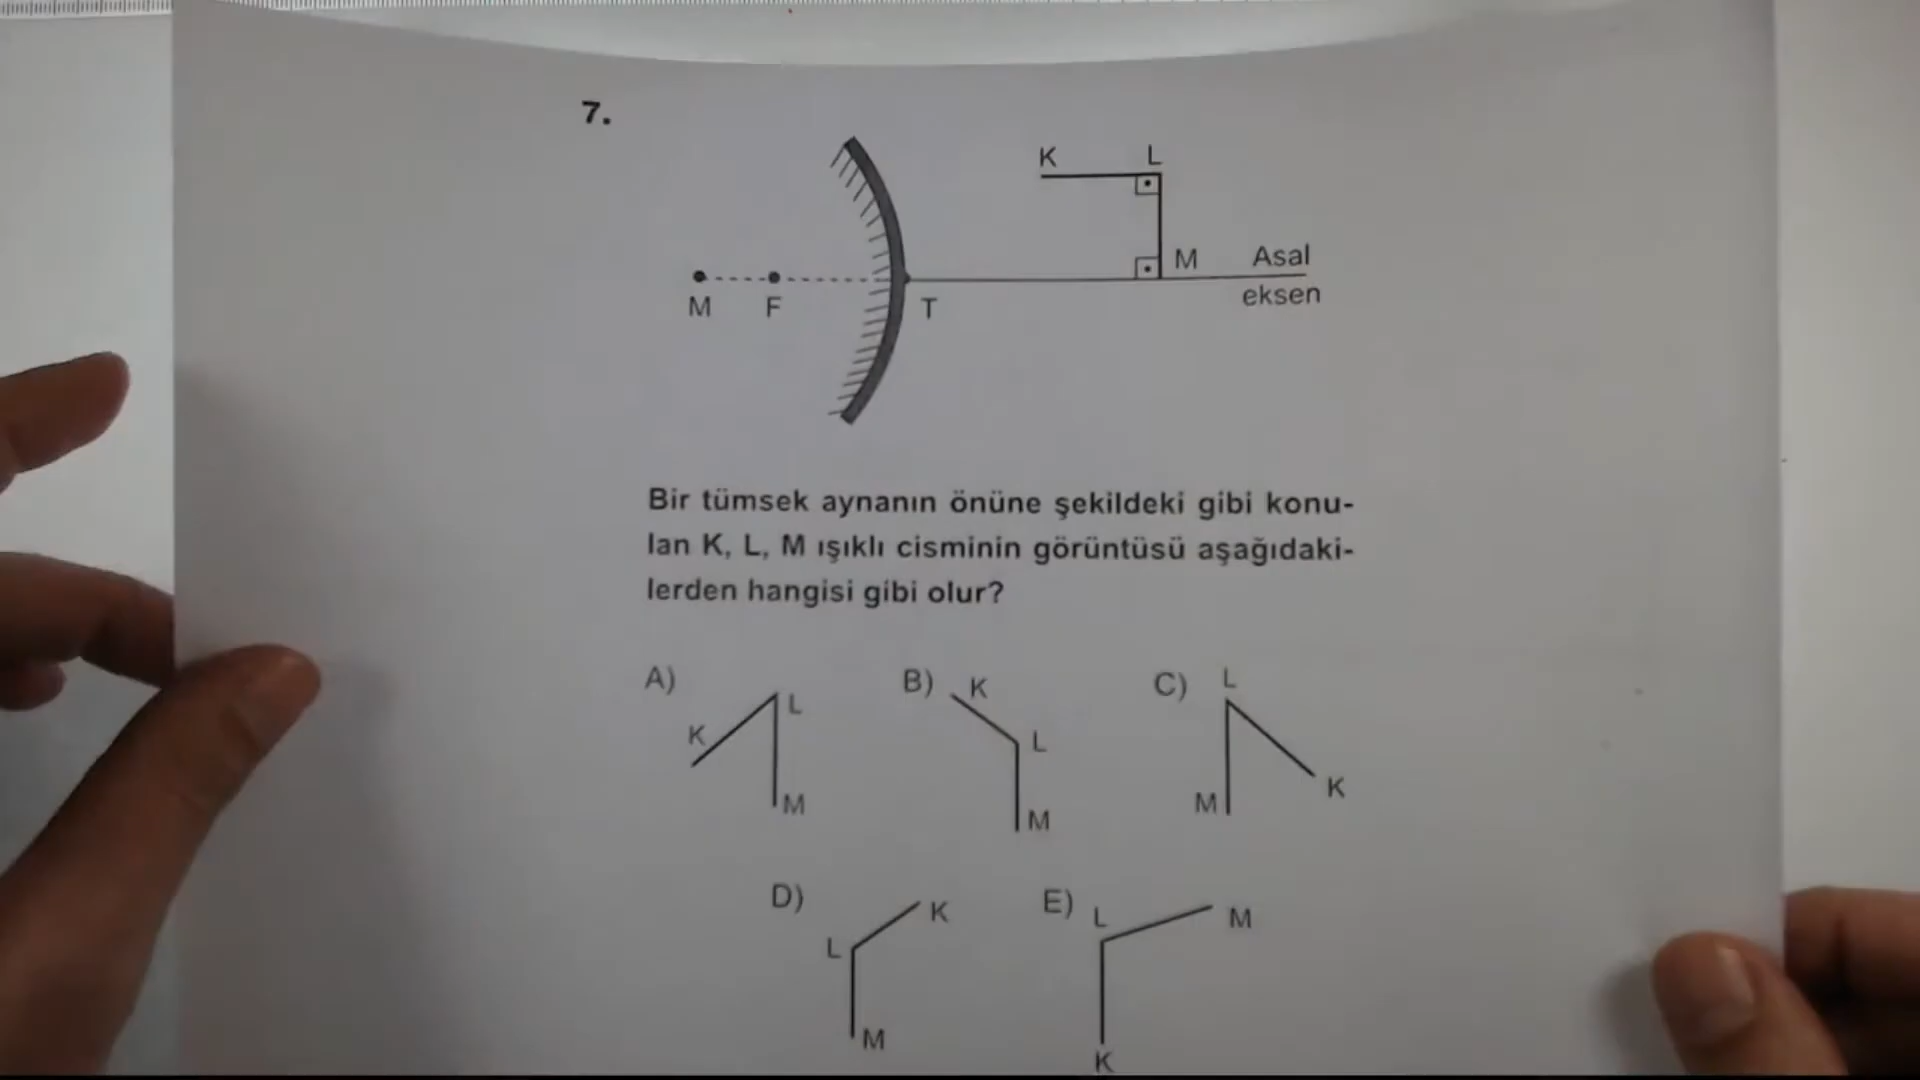 7.
K L
M Asal
eksen
M F T
Bir tümsek aynanın önüne şekildeki gibi konu-
lan K, L, M ışıklı cisminin görüntüsü aşağıdaki-
lerden hangisi gibi olur?
A) K L M
B) K L M
C) L M K
D) L K M
E) L M K